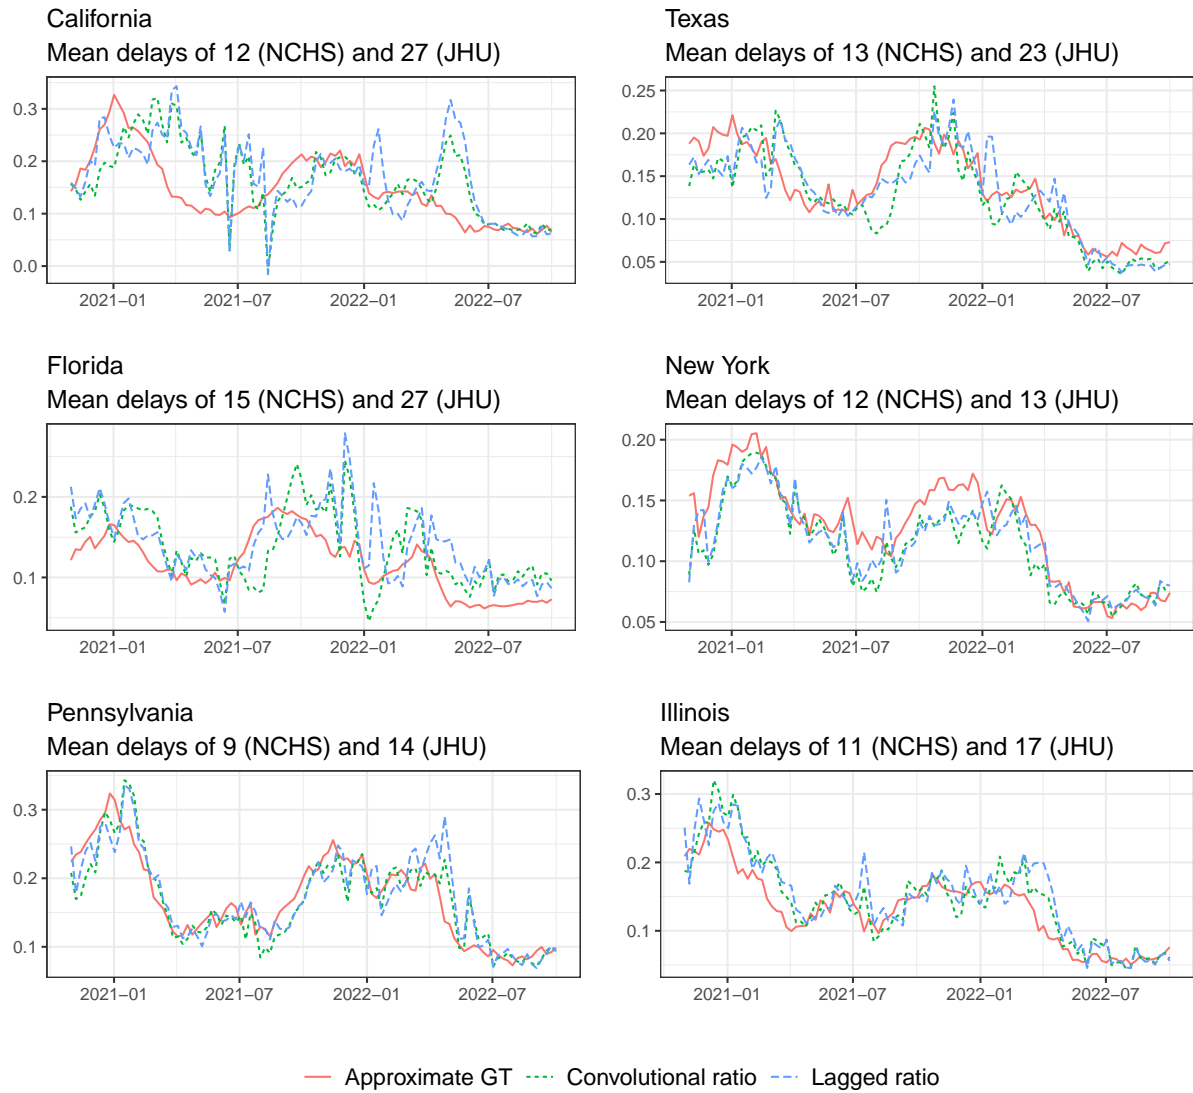 California
Mean delays of 12 (NCHS) and 27 (JHU)
0.3
0.2
0.1
0.0
2021−01 2021−07 2022−01 2022−07
Texas
Mean delays of 13 (NCHS) and 23 (JHU)
0.25
0.20
0.15
0.10
0.05
2021−01 2021−07 2022−01 2022−07
Florida
Mean delays of 15 (NCHS) and 27 (JHU)
0.2
0.1
2021−01 2021−07 2022−01 2022−07
New York
Mean delays of 12 (NCHS) and 13 (JHU)
0.20
0.15
0.10
0.05
2021−01 2021−07 2022−01 2022−07
Pennsylvania
Mean delays of 9 (NCHS) and 14 (JHU)
0.3
0.2
0.1
2021−01 2021−07 2022−01 2022−07
Illinois
Mean delays of 11 (NCHS) and 17 (JHU)
0.3
0.2
0.1
2021−01 2021−07 2022−01 2022−07
Approximate GT Convolutional ratio Lagged ratio